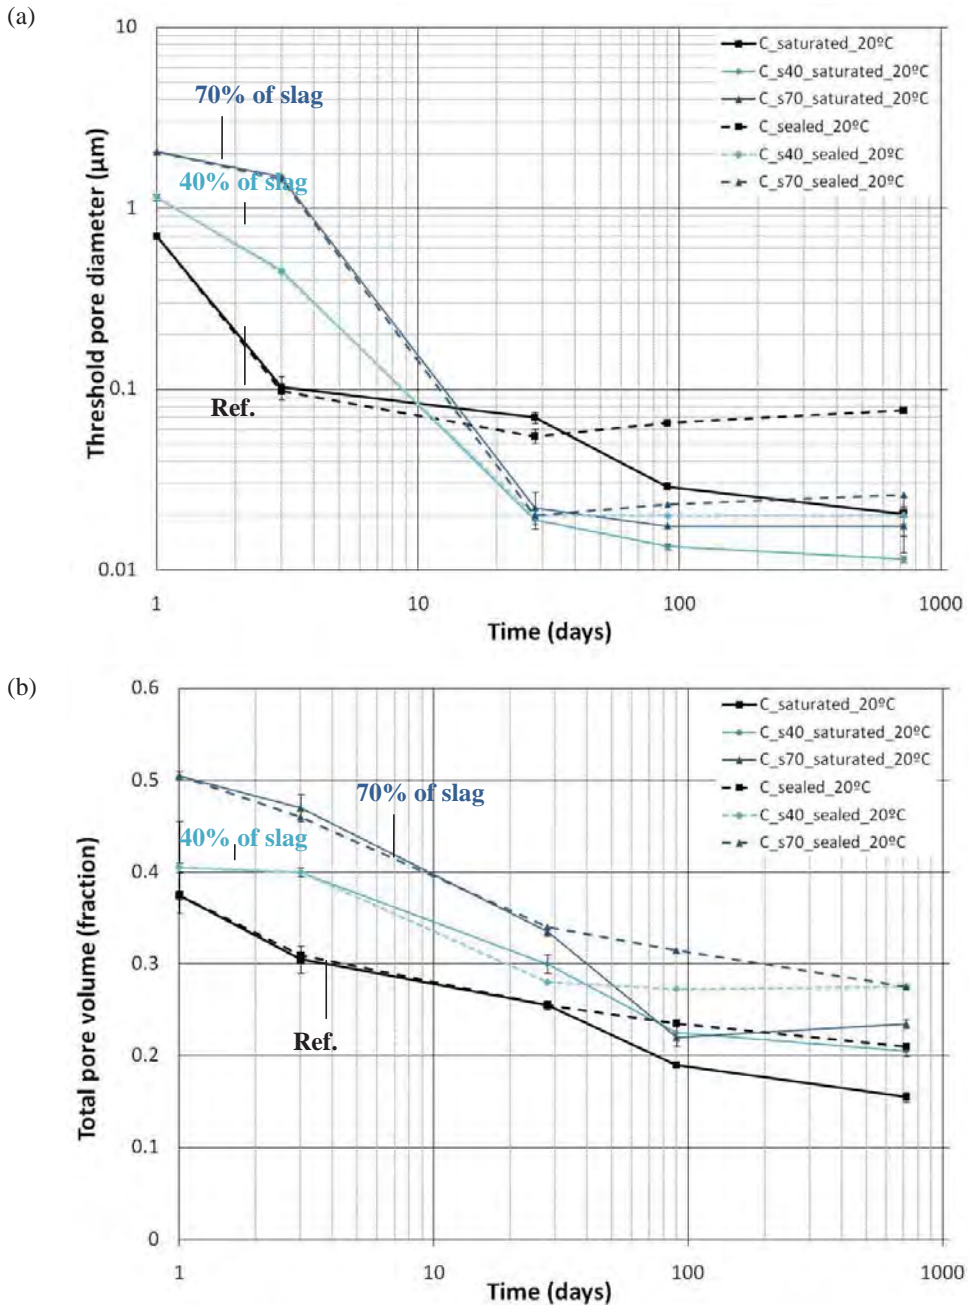 (a)
10
1
0.1
0.01
Threshold pore diameter (µm)
C_saturated_20ºC
C_s40_saturated_20ºC
C_s70_saturated_20ºC
C_sealed_20ºC
C_s40_sealed_20ºC
C_s70_sealed_20ºC
70% of slag
40% of slag
Ref.
1 10 100 1000
Time (days)
(b)
0.6
0.5
0.4
0.3
0.2
0.1
0
Total pore volume (fraction)
C_saturated_20ºC
C_s40_saturated_20ºC
C_s70_saturated_20ºC
C_sealed_20ºC
C_s40_sealed_20ºC
C_s70_sealed_20ºC
70% of slag
40% of slag
Ref.
1 10 100 1000
Time (days)